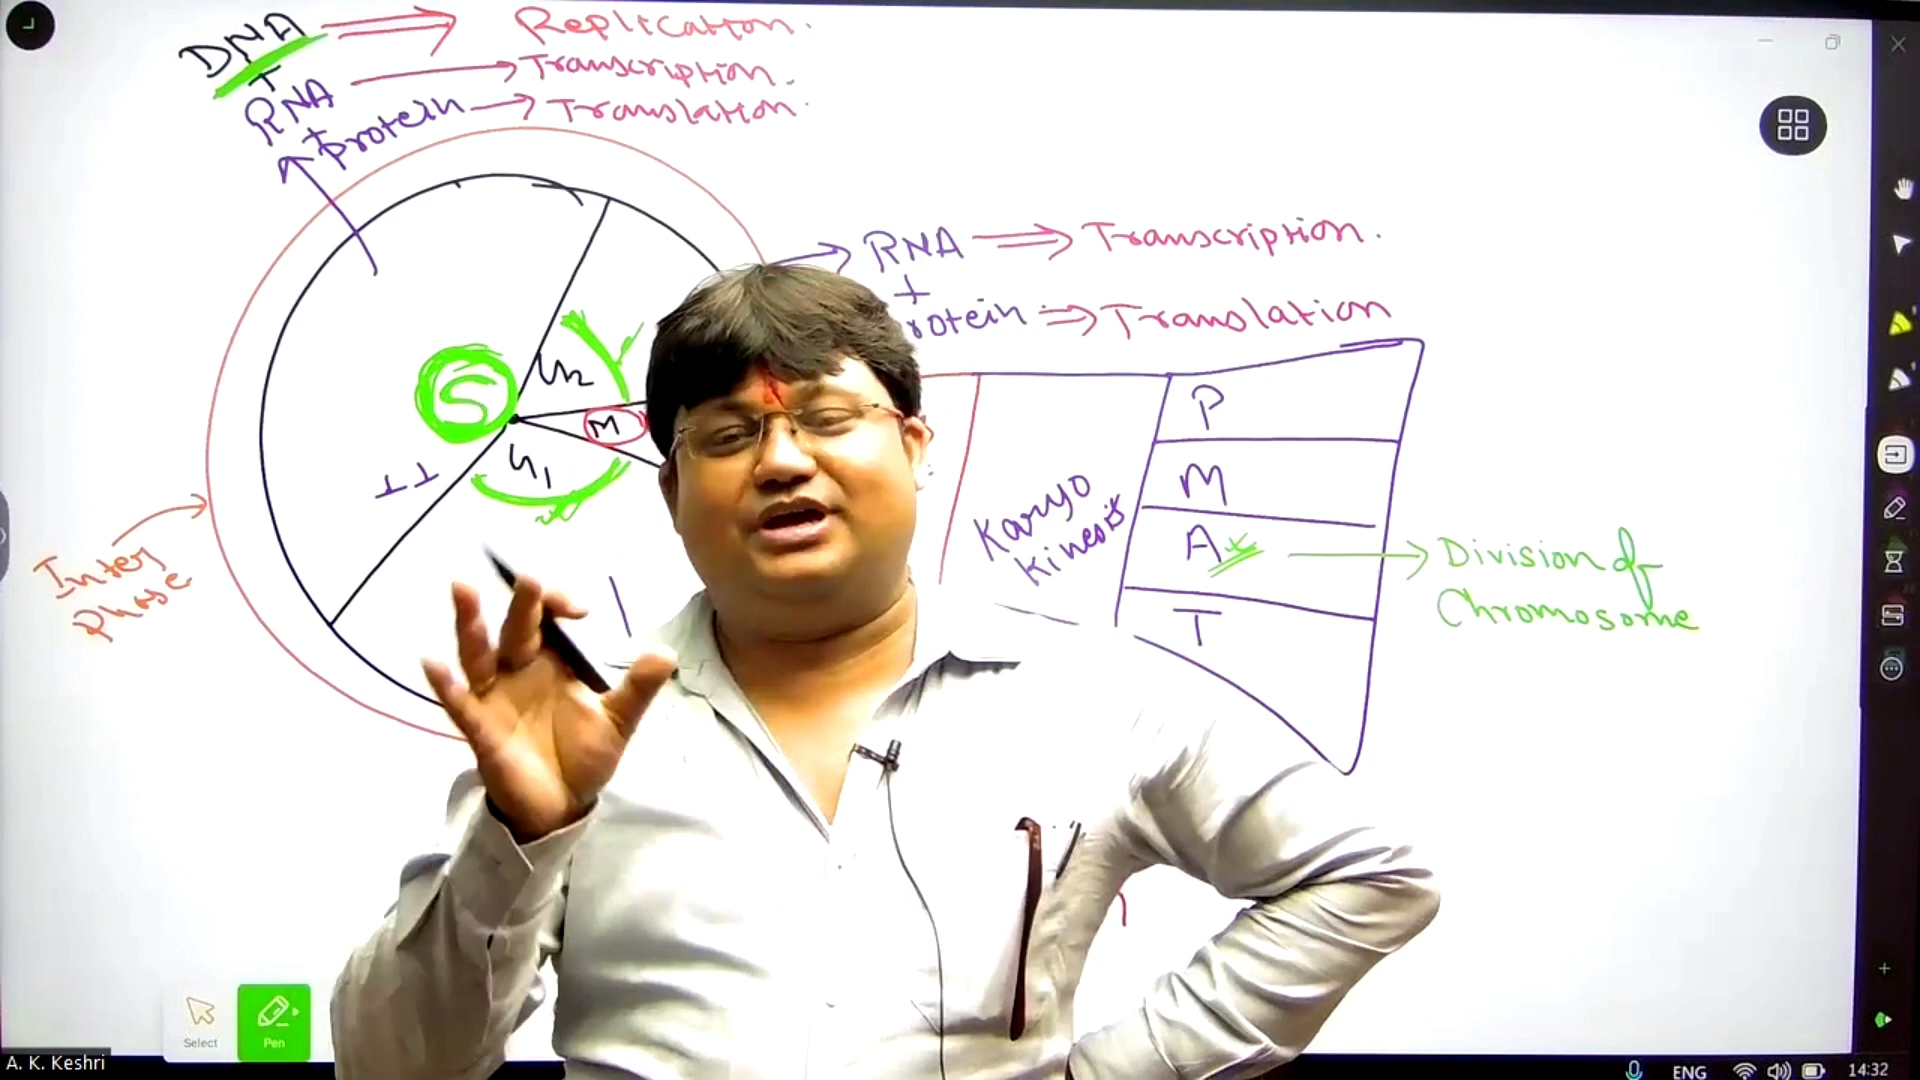 DNA ⇒ Replication.
+
RNA → Transcription.
+
Protein → Translation.
RNA ⇒ Transcription.
+
rotein ⇒ Translation
S
G2
M
G1
Inter
phase
Karyo
Kinesis
P
M
A
T
Division of
Chromosome
Select
Pen
A. K. Keshri
ENG
14:32